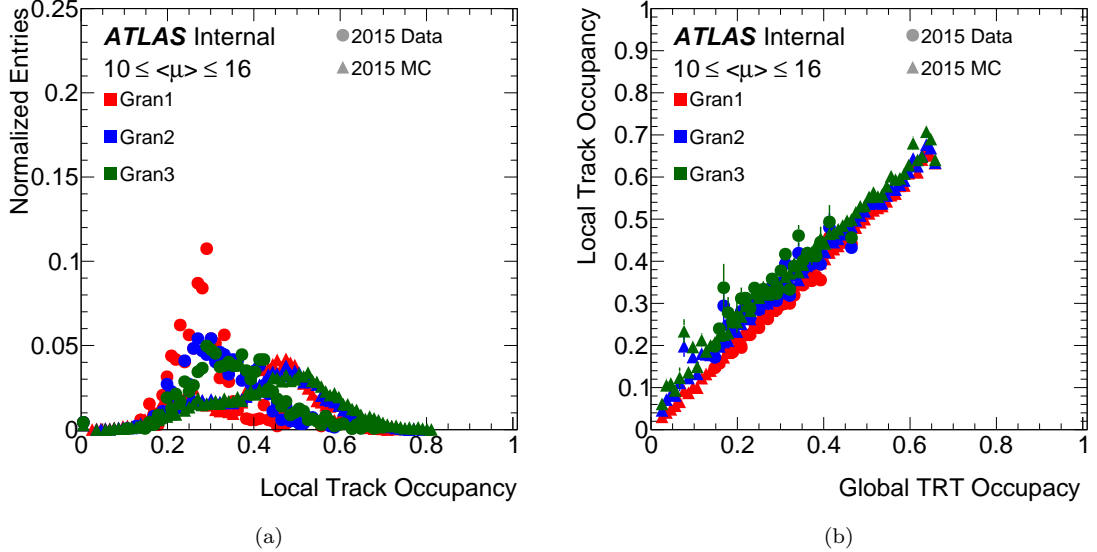 ATLAS Internal
10 ≤ <μ> ≤ 16
Gran1
Gran2
Gran3
2015 Data
2015 MC
Normalized Entries
0.25
0.2
0.15
0.1
0.05
0
0 0.2 0.4 0.6 0.8 1
Local Track Occupancy
(a)
ATLAS Internal
10 ≤ <μ> ≤ 16
Gran1
Gran2
Gran3
2015 Data
2015 MC
Local Track Occupancy
1
0.9
0.8
0.7
0.6
0.5
0.4
0.3
0.2
0.1
0
0 0.2 0.4 0.6 0.8 1
Global TRT Occupacy
(b)